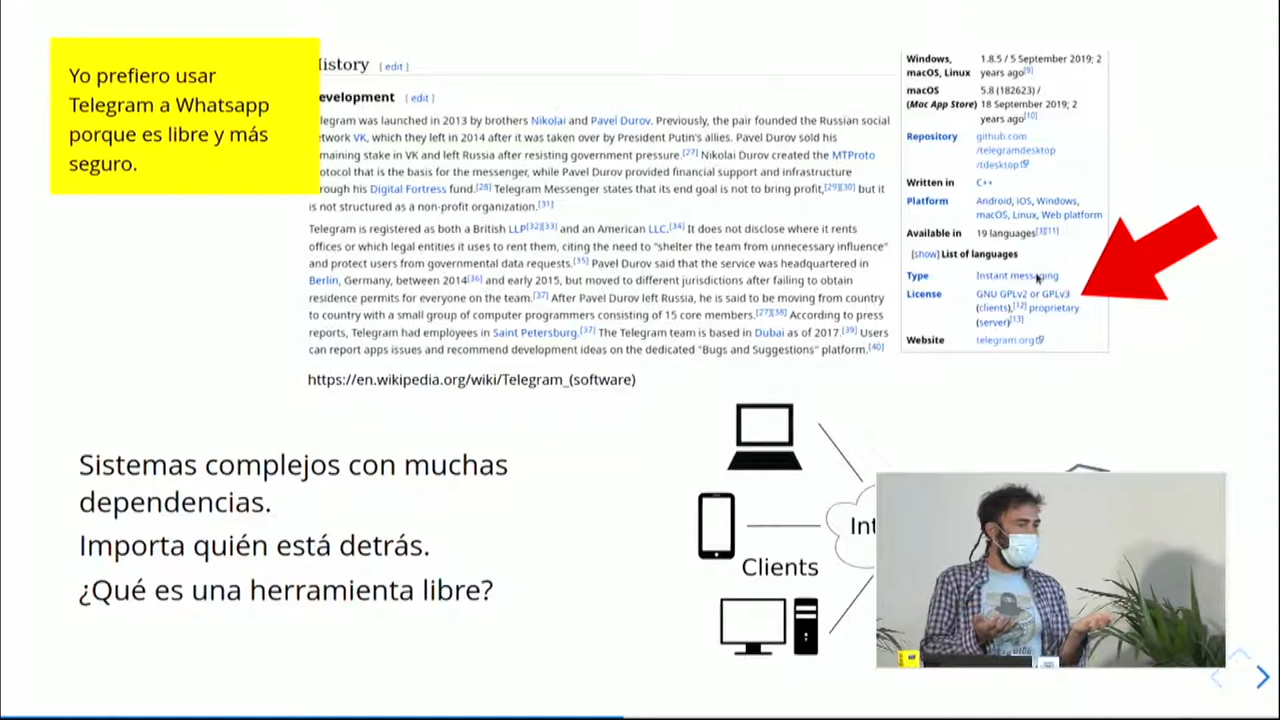 Yo prefiero usar
Telegram a Whatsapp
porque es libre y más
seguro.
History [ edit ]
evelopment [ edit ]
legram was launched in 2013 by brothers Nikolai and Pavel Durov. Previously, the pair founded the Russian social
twork VK, which they left in 2014 after it was taken over by President Putin's allies. Pavel Durov sold his
maining stake in VK and left Russia after resisting government pressure.[27] Nikolai Durov created the MTProto
otocol that is the basis for the messenger, while Pavel Durov provided financial support and infrastructure
rough his Digital Fortress fund.[28] Telegram Messenger states that its end goal is not to bring profit,[29][30] but it
is not structured as a non-profit organization.[31]
Telegram is registered as both a British LLP[32][33] and an American LLC.[34] It does not disclose where it rents
offices or which legal entities it uses to rent them, citing the need to "shelter the team from unnecessary influence"
and protect users from governmental data requests.[35] Pavel Durov said that the service was headquartered in
Berlin, Germany, between 2014[36] and early 2015, but moved to different jurisdictions after failing to obtain
residence permits for everyone on the team.[37] After Pavel Durov left Russia, he is said to be moving from country
to country with a small group of computer programmers consisting of 15 core members.[27][38] According to press
reports, Telegram had employees in Saint Petersburg.[37] The Telegram team is based in Dubai as of 2017.[39] Users
can report apps issues and recommend development ideas on the dedicated "Bugs and Suggestions" platform.[40]
Windows, 1.8.5 / 5 September 2019; 2
macOS, Linux years ago[9]
macOS 5.8 (182623) /
(Mac App Store) 18 September 2019; 2
years ago[10]
Repository github.com
/telegramdesktop
/tdesktop
Written in C++
Platform Android, iOS, Windows,
macOS, Linux, Web platform
Available in 19 languages[3][11]
[show] List of languages
Type Instant messaging
License GNU GPLv2 or GPLv3
(clients),[12] proprietary
(server)[13]
Website telegram.org
https://en.wikipedia.org/wiki/Telegram_(software)
Sistemas complejos con muchas
dependencias.
Importa quién está detrás.
¿Qué es una herramienta libre?
Int
Clients